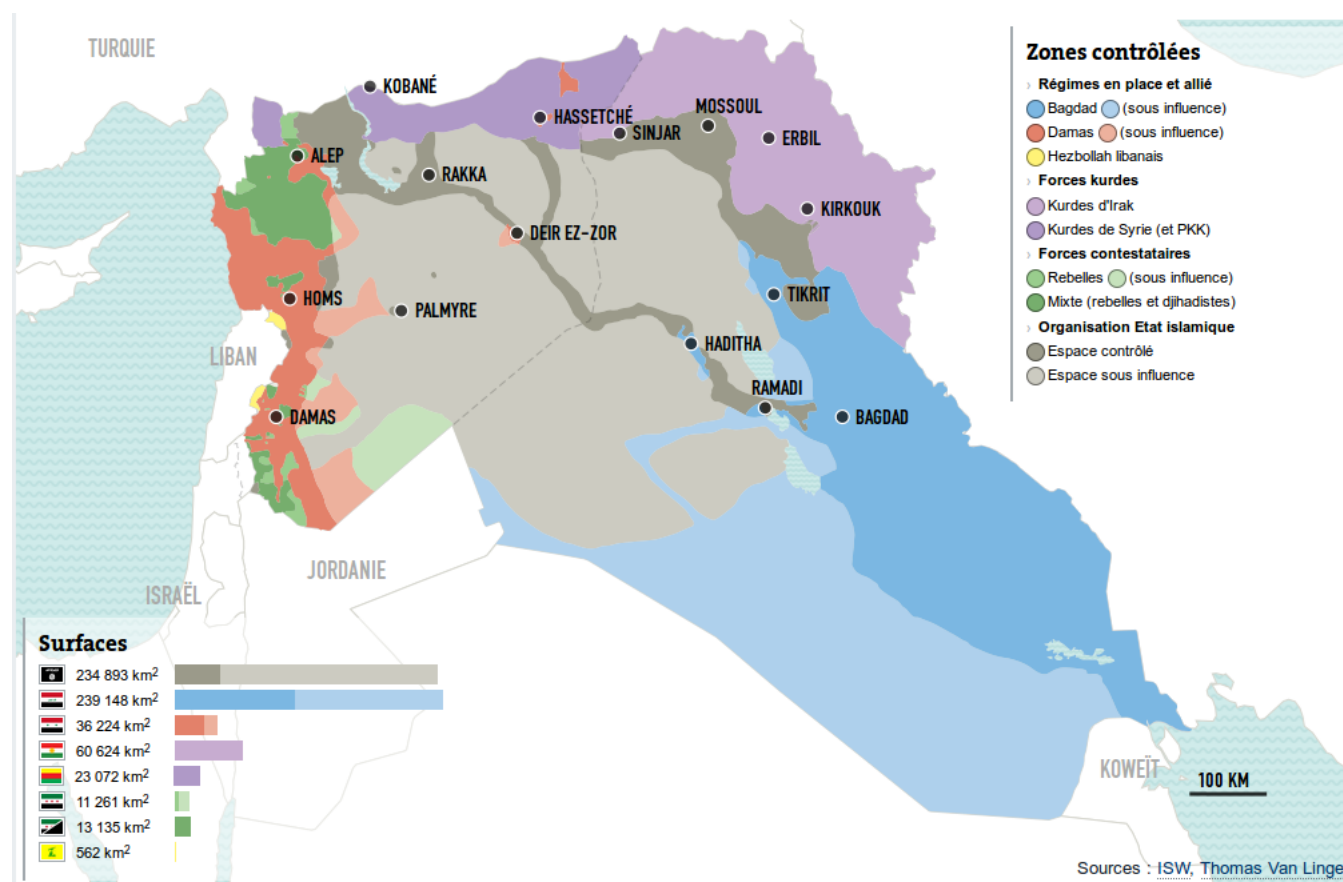 TURQUIE
KOBANÉ
HASSETCHÉ
MOSSOUL
SINJAR
ERBIL
ALEP
RAKKA
KIRKOUK
DEIR EZ-ZOR
TIKRIT
HOMS
PALMYRE
HADITHA
LIBAN
RAMADI
DAMAS
BAGDAD
JORDANIE
ISRAËL
KOWEÏT
100 KM
Zones contrôlées
› Régimes en place et allié
Bagdad (sous influence)
Damas (sous influence)
Hezbollah libanais
› Forces kurdes
Kurdes d'Irak
Kurdes de Syrie (et PKK)
› Forces contestataires
Rebelles (sous influence)
Mixte (rebelles et djihadistes)
› Organisation Etat islamique
Espace contrôlé
Espace sous influence
Surfaces
234 893 km²
239 148 km²
36 224 km²
60 624 km²
23 072 km²
11 261 km²
13 135 km²
562 km²
Sources : ISW, Thomas Van Linge